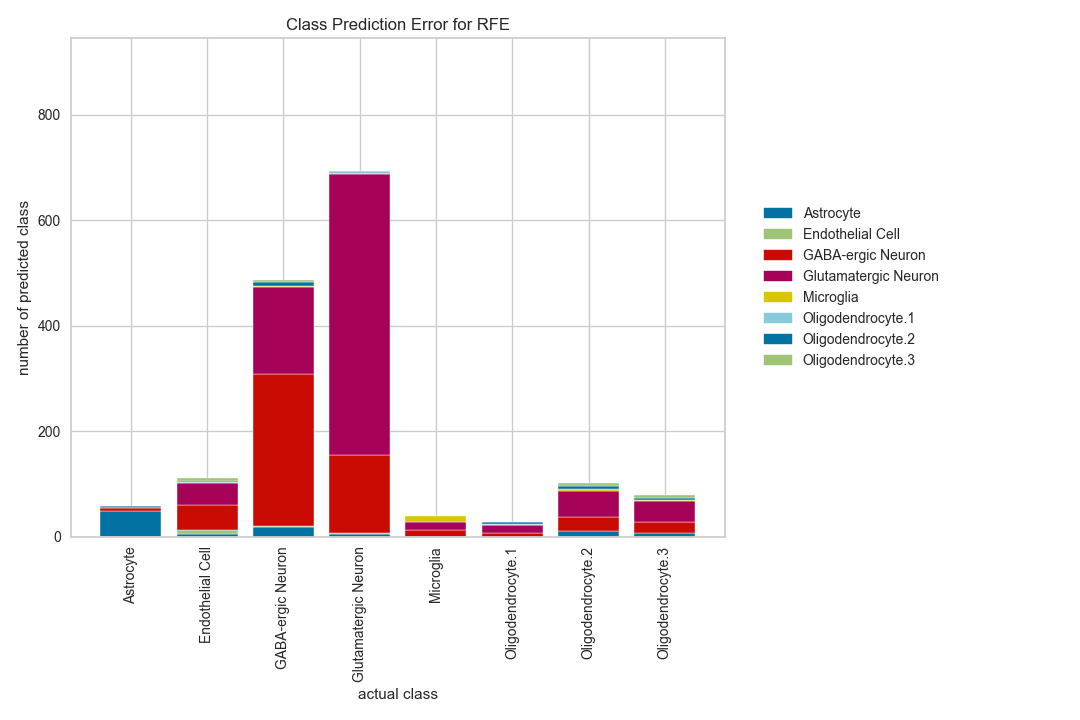 Class Prediction Error for RFE
number of predicted class
800
600
400
200
0
Astrocyte
Endothelial Cell
GABA-ergic Neuron
Glutamatergic Neuron
Microglia
Oligodendrocyte.1
Oligodendrocyte.2
Oligodendrocyte.3
actual class
Astrocyte
Endothelial Cell
GABA-ergic Neuron
Glutamatergic Neuron
Microglia
Oligodendrocyte.1
Oligodendrocyte.2
Oligodendrocyte.3